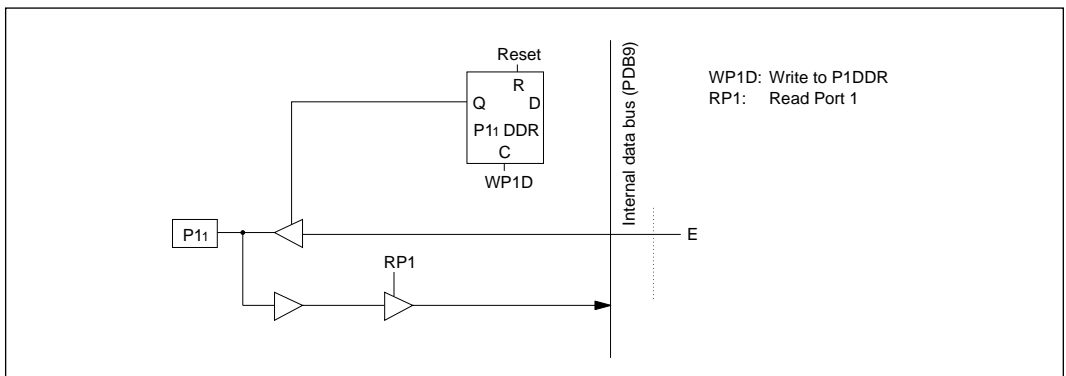 Reset
R
Q D
P11 DDR
C
WP1D
Internal data bus (PDB9)
WP1D: Write to P1DDR
RP1: Read Port 1
P11
E
RP1